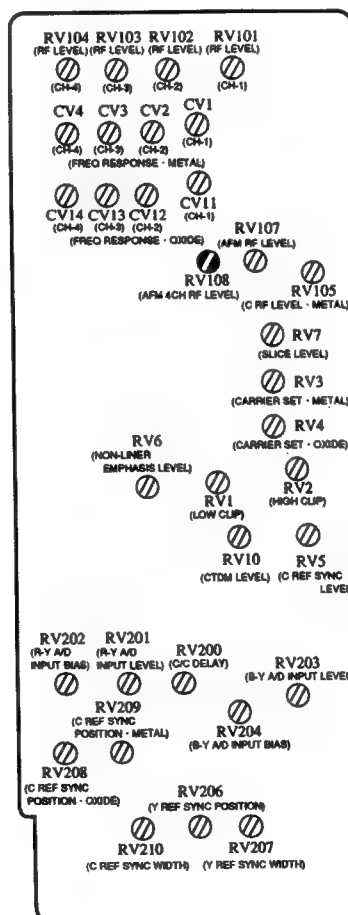 RV104 RV103 RV102 RV101
(RF LEVEL) (RF LEVEL) (RF LEVEL) (RF LEVEL)
(CH-4) (CH-3) (CH-2) (CH-1)
CV4 CV3 CV2 CV1
(CH-4) (CH-3) (CH-2) (CH-1)
(FREQ RESPONSE · METAL)
CV14 CV13 CV12 CV11
(CH-4) (CH-3) (CH-2) (CH-1)
(FREQ RESPONSE · OXIDE)
RV107
(AFM RF LEVEL)
RV108
(AFM 4CH RF LEVEL)
RV105
(C RF LEVEL · METAL)
RV7
(SLICE LEVEL)
RV3
(CARRIER SET · METAL)
RV4
(CARRIER SET · OXIDE)
RV6
(NON-LINER
EMPHASIS LEVEL)
RV1
(LOW CLIP)
RV2
(HIGH CLIP)
RV10
(CTDM LEVEL)
RV5
(C REF SYNC
LEVEL
RV202
(R-Y A/D
INPUT BIAS)
RV201
(R-Y A/D
INPUT LEVEL)
RV200
(C/C DELAY)
RV203
(B-Y A/D INPUT LEVEL
RV209
(C REF SYNC
POSITION · METAL)
RV204
(B-Y A/D INPUT BIAS)
RV208
(C REF SYNC
POSITION · OXIDE)
RV206
(Y REF SYNC POSITION)
RV210
(C REF SYNC WIDTH)
RV207
(Y REF SYNC WIDTH)